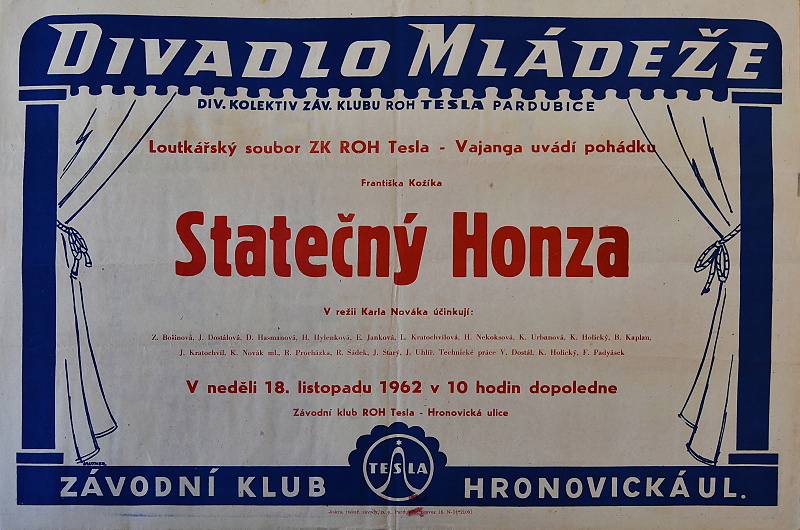 DIVADLO MLÁDEŽE
DIV. KOLEKTIV ZÁV. KLUBU ROH TESLA PARDUBICE
Loutkářský soubor ZK ROH Tesla - Vajanga uvádí pohádku
Františka Kožíka
Statečný Honza
V režii Karla Nováka účinkují:
Z. Bošinová, J. Dostálová, D. Hasmanová, H. Hylenková, E. Janková, L. Kratochvílová, H. Nekoksová, K. Urbanová, K. Holický, B. Kaplan,
J. Kratochvíl, K. Novák ml., R. Procházka, R. Sádek, J. Starý, J. Uhlíř. Technické práce V. Dostál, K. Holický, F. Padyásek
V neděli 18. listopadu 1962 v 10 hodin dopoledne
Závodní klub ROH Tesla - Hronovická ulice
TESLA
ZÁVODNÍ KLUB HRONOVICKÁ UL.